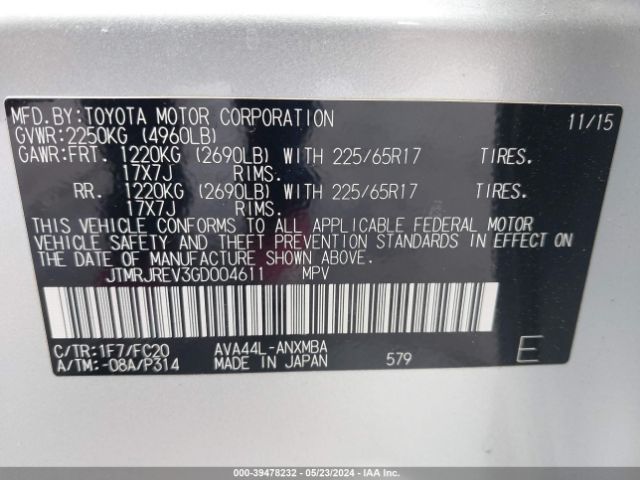 MFD.BY:TOYOTA MOTOR CORPORATION 11/15
GVWR:2250KG (4960LB)
GAWR:FRT. 1220KG (2690LB) WITH 225/65R17 TIRES.
17X7J RIMS.
RR. 1220KG (2690LB) WITH 225/65R17 TIRES.
17X7J RIMS.
THIS VEHICLE CONFORMS TO ALL APPLICABLE FEDERAL MOTOR
VEHICLE SAFETY AND THEFT PREVENTION STANDARDS IN EFFECT ON
THE DATE OF MANUFACTURE SHOWN ABOVE.
JTMRJREV3GD004611 MPV
C/TR:1F7/FC20 AVA44L-ANXMBA
A/TM:-08A/P314 MADE IN JAPAN 579 E
000-39478232 - 05/23/2024 - IAAI.COM